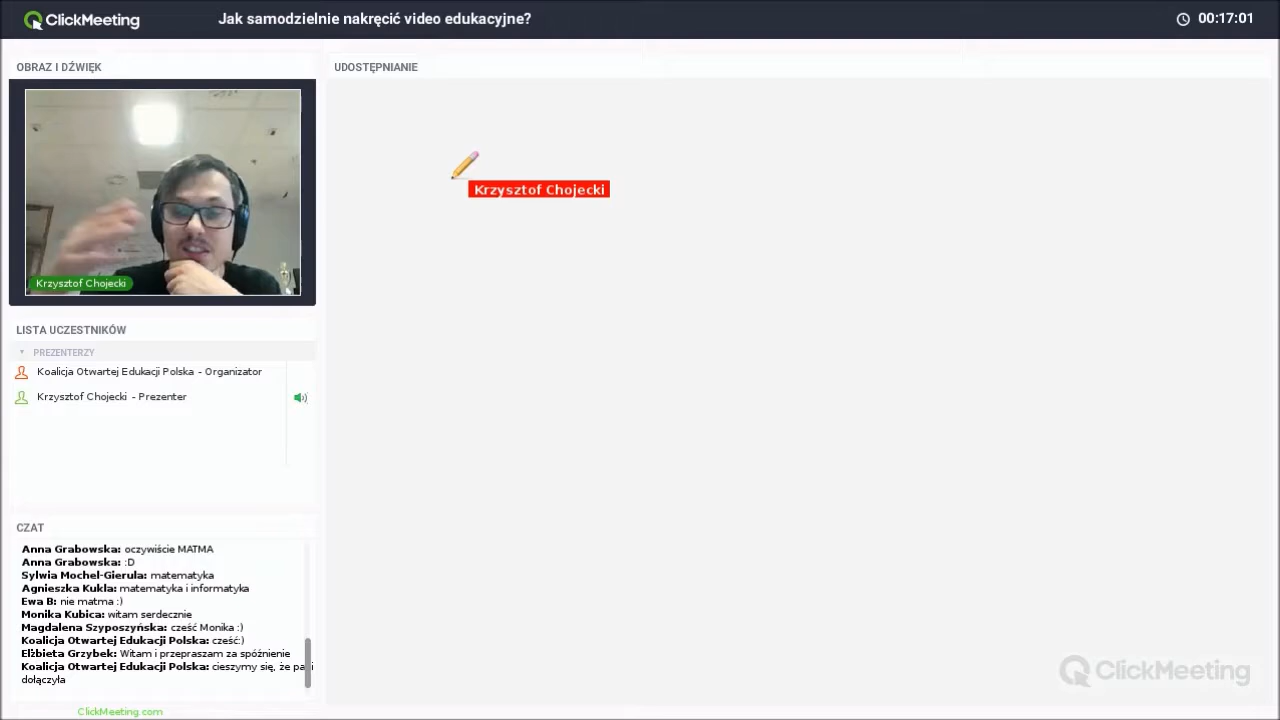 ClickMeeting
Jak samodzielnie nakręcić video edukacyjne?
00:17:01
OBRAZ I DŹWIĘK
Krzysztof Chojecki
LISTA UCZESTNIKÓW
PREZENTERZY
Koalicja Otwartej Edukacji Polska - Organizator
Krzysztof Chojecki - Prezenter
CZAT
Anna Grabowska: oczywiście MATMA
Anna Grabowska: :D
Sylwia Mochel-Gierula: matematyka
Agnieszka Kukla: matematyka i informatyka
Ewa B: nie matma :)
Monika Kubica: witam serdecznie
Magdalena Szyposzyńska: cześć Monika :)
Koalicja Otwartej Edukacji Polska: cześć:)
Elżbieta Grzybek: Witam i przepraszam za spóźnienie
Koalicja Otwartej Edukacji Polska: cieszymy się, że pani
dołączyła
ClickMeeting.com
UDOSTĘPNIANIE
Krzysztof Chojecki
ClickMeeting